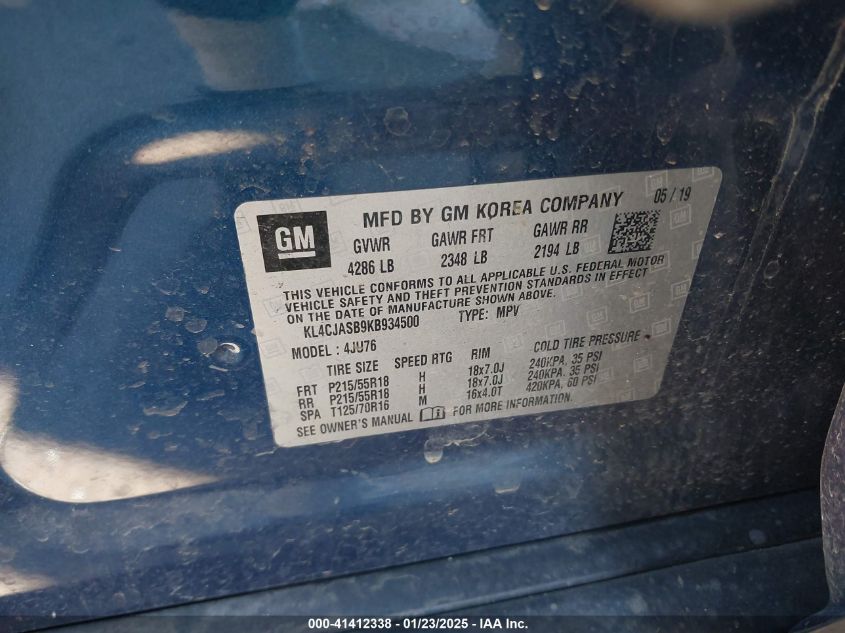 GM
MFD BY GM KOREA COMPANY 05 / 19
GVWR GAWR FRT GAWR RR
4286 LB 2348 LB 2194 LB
THIS VEHICLE CONFORMS TO ALL APPLICABLE U.S. FEDERAL MOTOR
VEHICLE SAFETY AND THEFT PREVENTION STANDARDS IN EFFECT
ON THE DATE OF MANUFACTURE SHOWN ABOVE.
KL4CJASB9KB934500 TYPE: MPV
MODEL : 4JU76
TIRE SIZE SPEED RTG RIM COLD TIRE PRESSURE
FRT P215/55R18 H 18x7.0J 240KPA, 35 PSI
RR P215/55R18 H 18x7.0J 240KPA, 35 PSI
SPA T125/70R16 M 16x4.0T 420KPA, 60 PSI
SEE OWNER'S MANUAL FOR MORE INFORMATION.
000-41412338 - 01/23/2025 - IAA Inc.